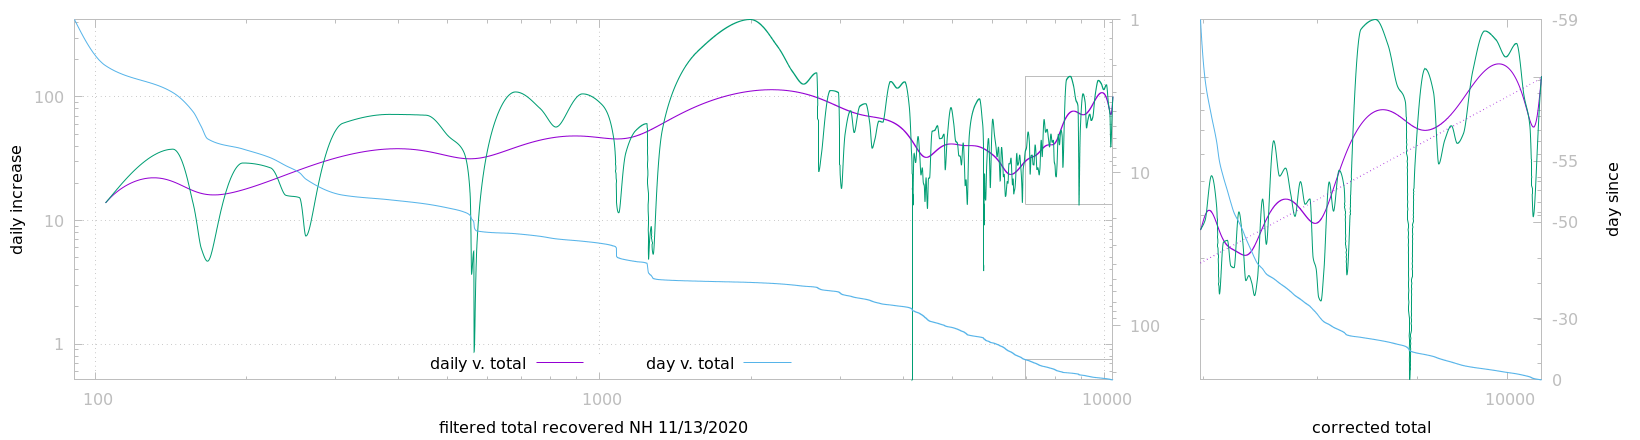 daily increase
100
10
1
1
10
100
daily v. total
day v. total
100
1000
10000
filtered total recovered NH 11/13/2020
-59
-55
-50
-30
0
day since
10000
corrected total